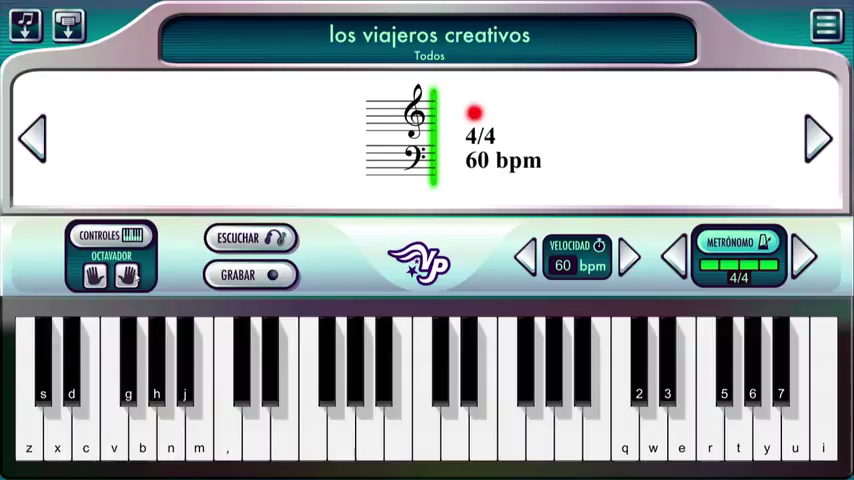 los viajeros creativos
Todos
4/4
60 bpm
CONTROLES
OCTAVADOR
ESCUCHAR
GRABAR
VP
VELOCIDAD
60 bpm
METRÓNOMO
4/4
s d g h j 2 3 5 6 7
z x c v b n m , q w e r t y u i